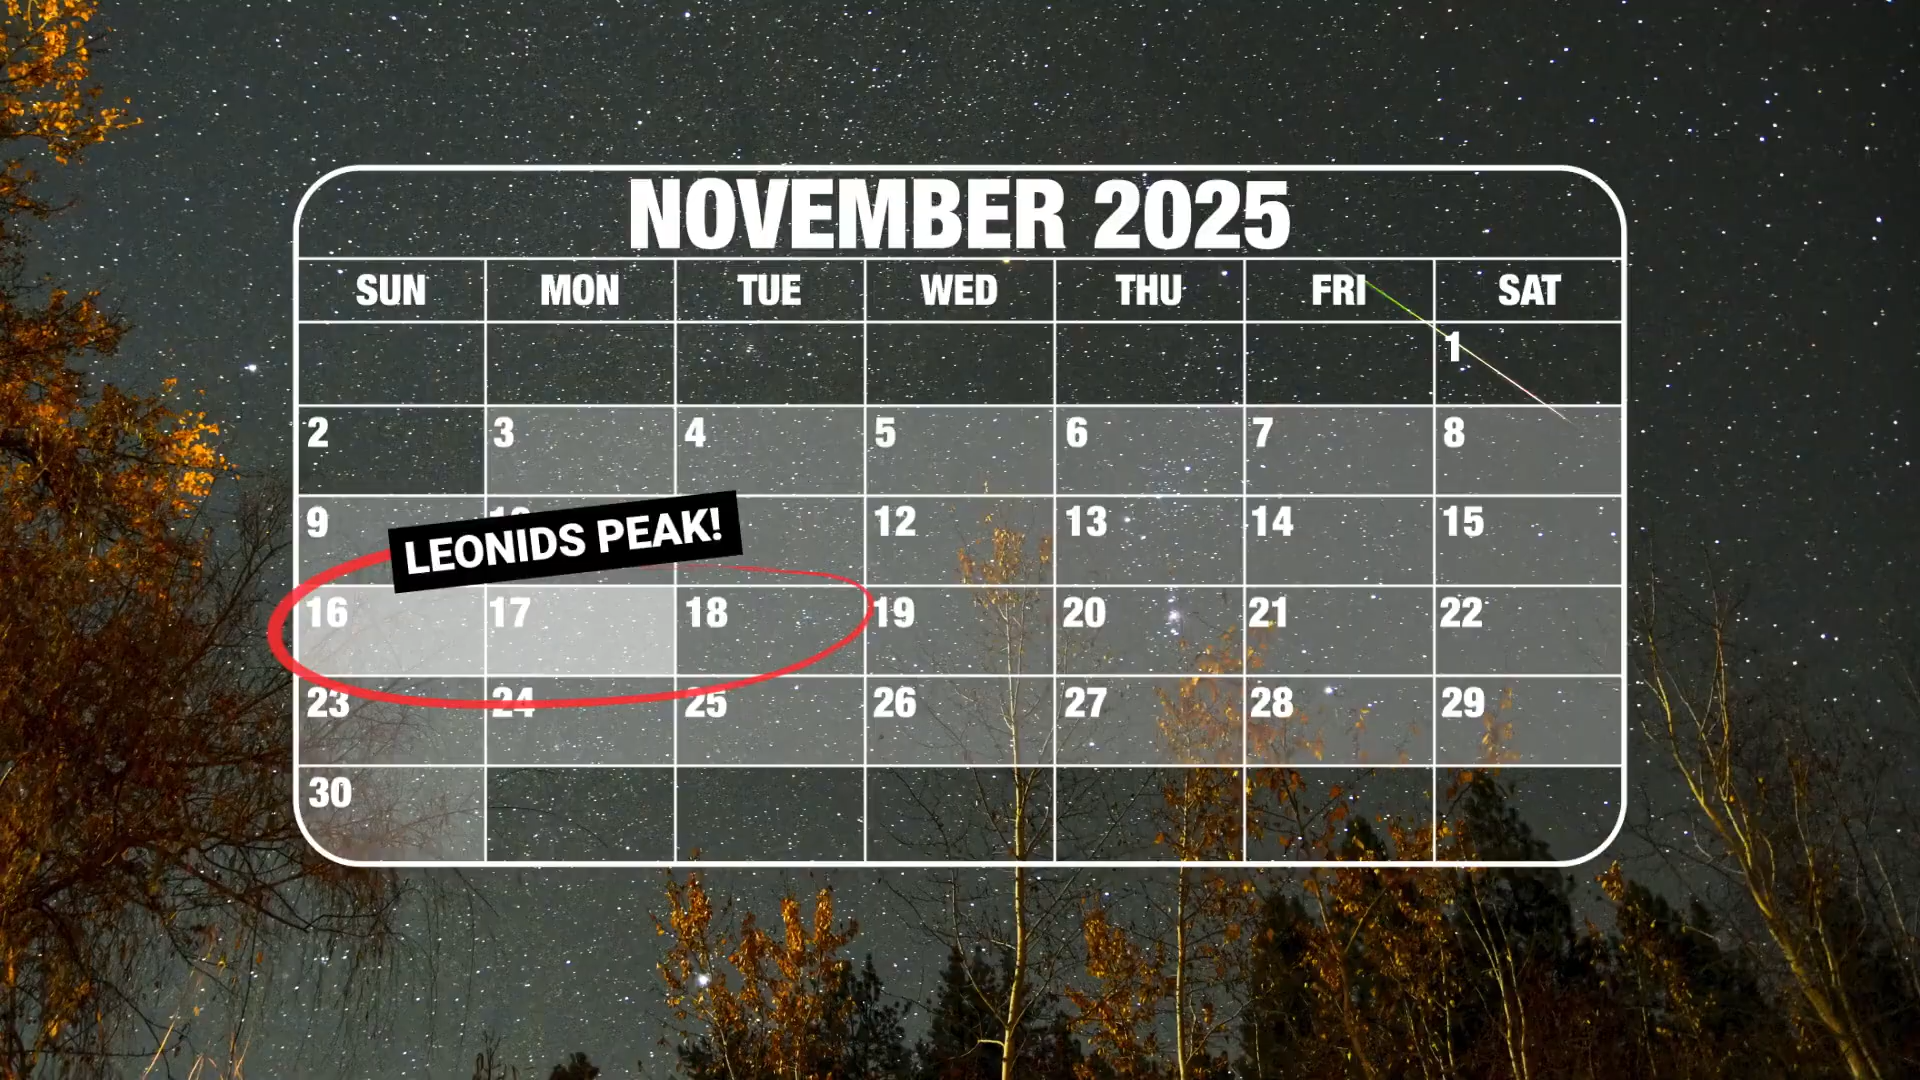 NOVEMBER 2025
SUN MON TUE WED THU FRI SAT
1
2 3 4 5 6 7 8
9 12 13 14 15
LEONIDS PEAK!
16 17 18 19 20 21 22
23 24 25 26 27 28 29
30